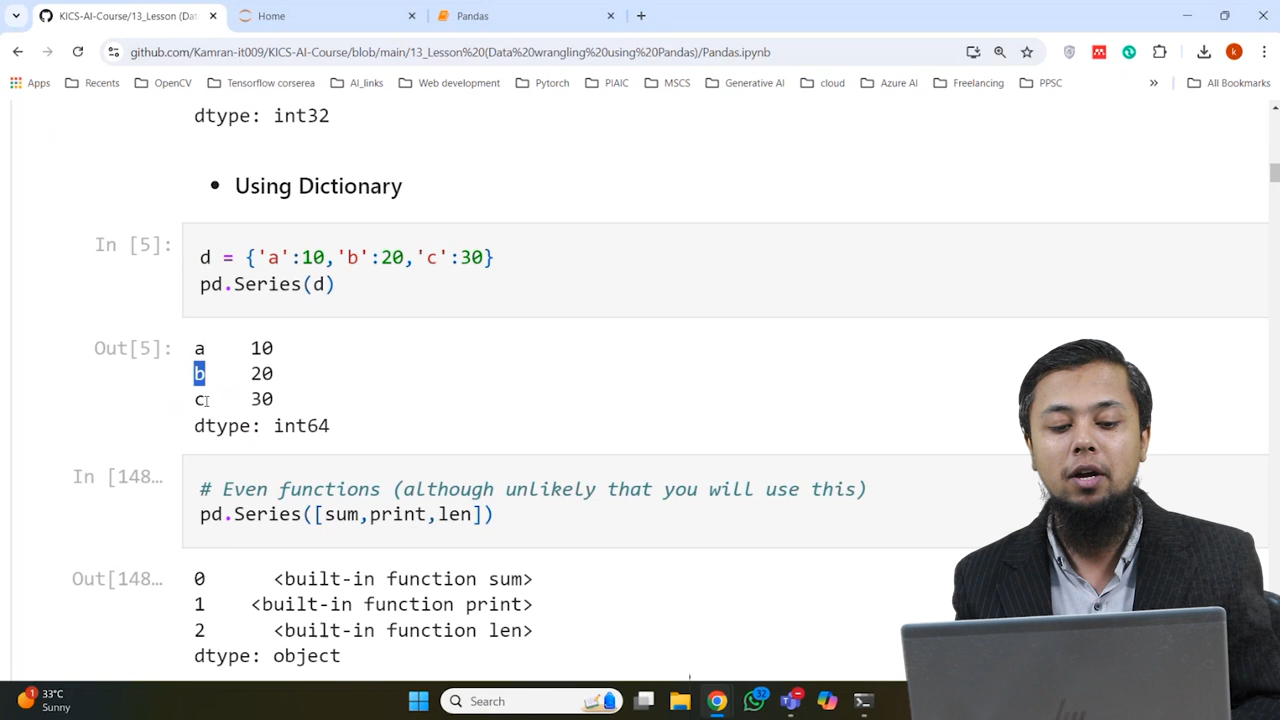 KICS-AI-Course/13_Lesson (Dat
Home
Pandas
github.com/Kamran-it009/KICS-AI-Course/blob/main/13_Lesson%20(Data%20wrangling%20using%20Pandas)/Pandas.ipynb
k
Apps
Recents
OpenCV
Tensorflow corserea
AI_links
Web development
Pytorch
PIAIC
MSCS
Generative AI
cloud
Azure AI
Freelancing
PPSC
All Bookmarks
dtype: int32
• Using Dictionary
In [5]:
d = {'a':10,'b':20,'c':30}
pd.Series(d)
Out[5]:
a 10
b 20
c 30
dtype: int64
In [148…
# Even functions (although unlikely that you will use this)
pd.Series([sum,print,len])
Out[148…
0 <built-in function sum>
1 <built-in function print>
2 <built-in function len>
dtype: object
1
33°C
Sunny
Search
32
hp